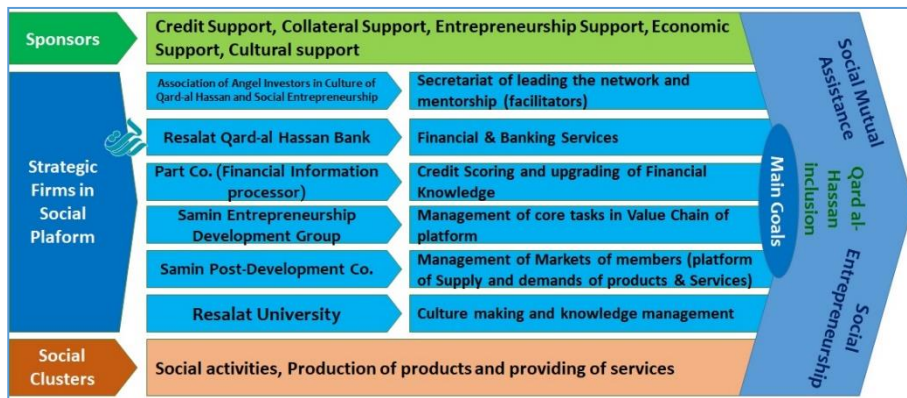 Sponsors
Credit Support, Collateral Support, Entrepreneurship Support, Economic
Support, Cultural support
Strategic
Firms in
Social
Plaform
Association of Angel Investors in Culture of
Qard-al Hassan and Social Entrepreneurship
Secretariat of leading the network and
mentorship (facilitators)
Resalat Qard-al Hassan Bank
Financial & Banking Services
Part Co. (Financial Information
processor)
Credit Scoring and upgrading of Financial
Knowledge
Samin Entrepreneurship
Development Group
Management of core tasks in Value Chain of
platform
Samin Post-Development Co.
Management of Markets of members (platform
of Supply and demands of products & Services)
Resalat University
Culture making and knowledge management
Social
Clusters
Social activities, Production of products and providing of services
Main Goals
Social Mutual
Assistance
Qard al-
Hassan
inclusion
Social
Entrepreneurship